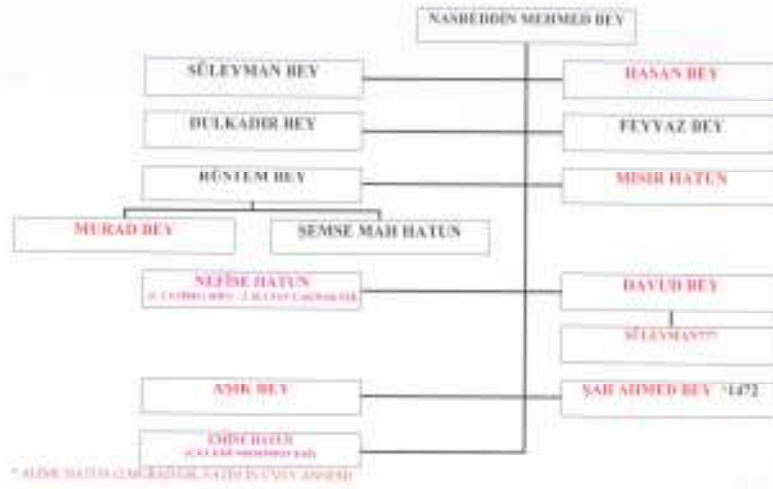 NASREDDİN MEHMED BEY
SÜLEYMAN BEY
HASAN BEY
DULKADIR BEY
FEYYAZ BEY
RÜSTEM BEY
MISIR HATUN
MURAD BEY
ŞEMSE MAH HATUN
NEFİSE HATUN
DAVUD BEY
SÜLEYMAN???
AŞIK BEY
ŞAH AHMED BEY 1472
EMİNE HATUN